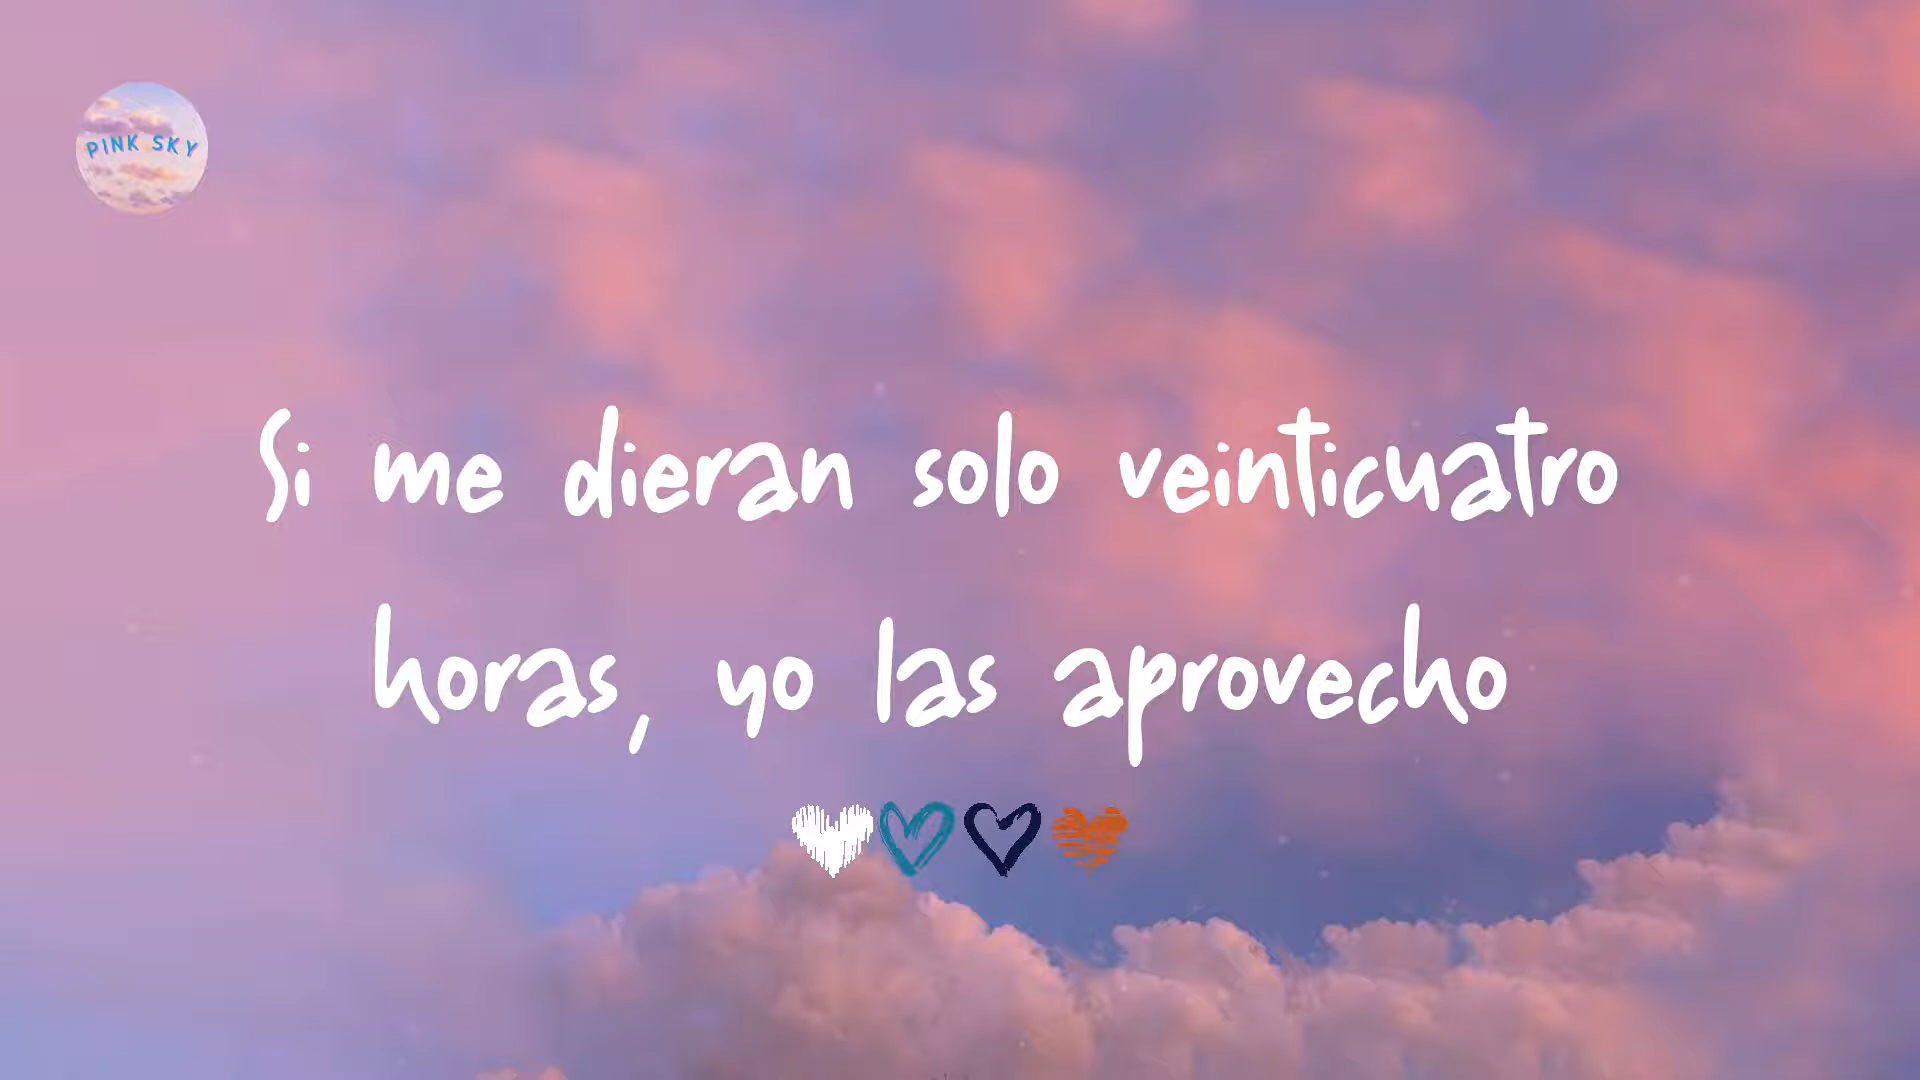 PINK SKY
Si me dieran solo veinticuatro
horas, yo las aprovecho